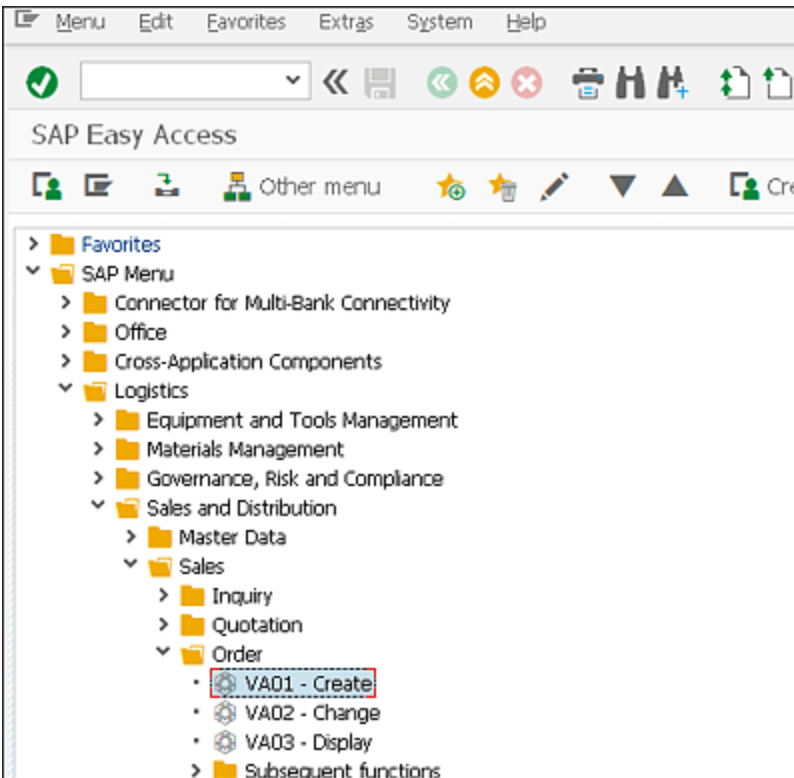 Menu Edit Favorites Extras System Help
SAP Easy Access
Other menu Cre
Favorites
SAP Menu
Connector for Multi-Bank Connectivity
Office
Cross-Application Components
Logistics
Equipment and Tools Management
Materials Management
Governance, Risk and Compliance
Sales and Distribution
Master Data
Sales
Inquiry
Quotation
Order
VA01 - Create
VA02 - Change
VA03 - Display
Subsequent functions